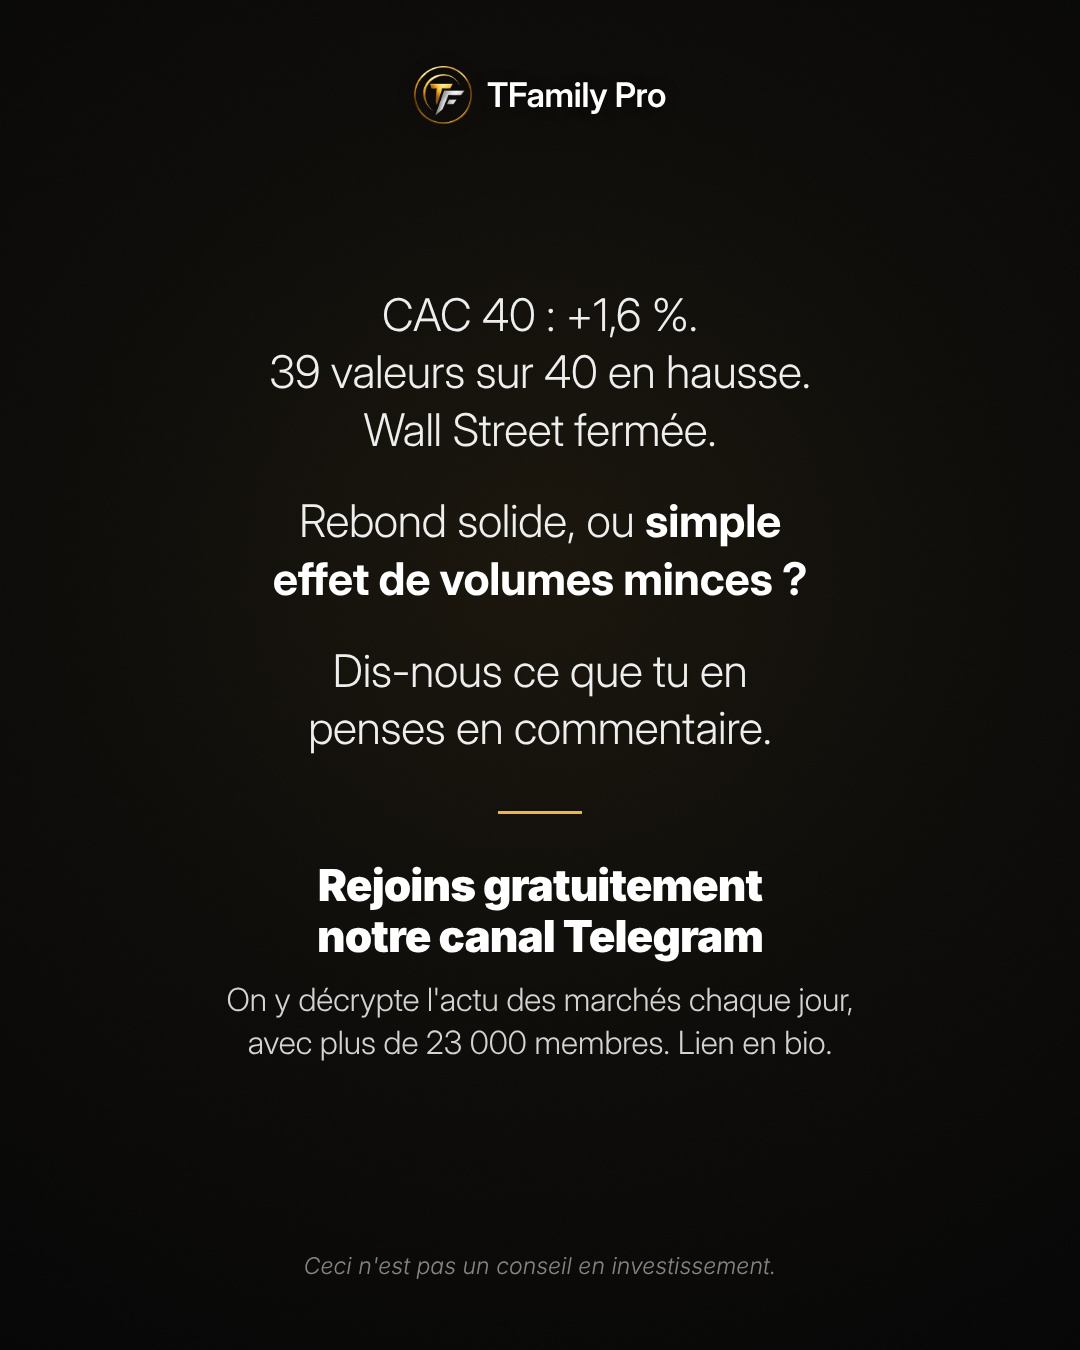 TF TFamily Pro
CAC 40 : +1,6 %.
39 valeurs sur 40 en hausse.
Wall Street fermée.
Rebond solide, ou simple
effet de volumes minces ?
Dis-nous ce que tu en
penses en commentaire.
Rejoins gratuitement
notre canal Telegram
On y décrypte l'actu des marchés chaque jour,
avec plus de 23 000 membres. Lien en bio.
Ceci n'est pas un conseil en investissement.